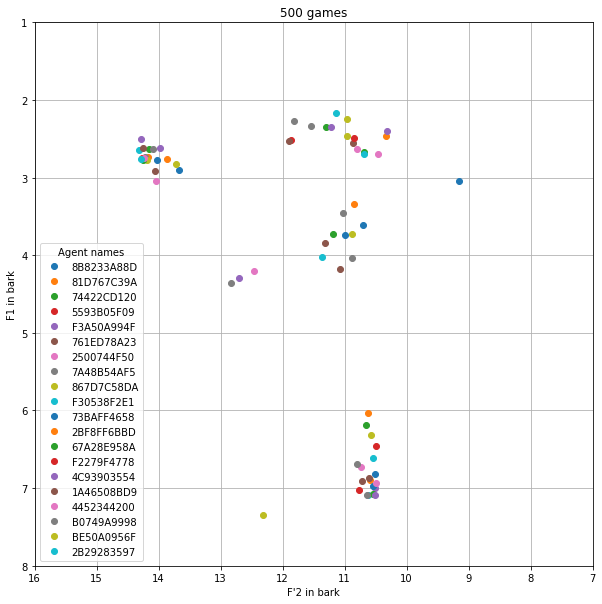 500 games
1
2
3
4
5
6
7
8
F1 in bark
Agent names
8B8233A88D
81D767C39A
74422CD120
5593B05F09
F3A50A994F
761ED78A23
2500744F50
7A48B54AF5
867D7C58DA
F30538F2E1
73BAFF4658
2BF8FF6BBD
67A28E958A
F2279F4778
4C93903554
1A46508BD9
4452344200
B0749A9998
BE50A0956F
2B29283597
16 15 14 13 12 11 10 9 8 7
F'2 in bark